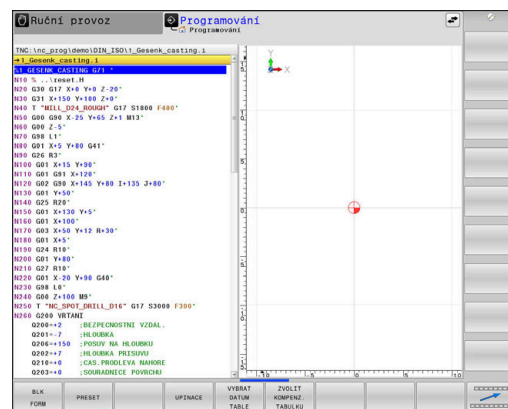 Ruční provoz
Programování
Programování
TNC:\nc_prog\demo\DIN_ISO\1_Gesenk_casting.i
→1_Gesenk_casting.i
%1_GESENK_CASTING G71 *
N10 % ..\reset.H
N20 G30 G17 X+0 Y+0 Z-20*
N30 G31 X+150 Y+100 Z+0*
N40 T "MILL_D24_ROUGH" G17 S1800 F400*
N50 G00 G90 X-25 Y+65 Z+1 M13*
N60 G00 Z-5*
N70 G98 L1*
N80 G01 X+5 Y+80 G41*
N90 G26 R3*
N100 G01 X+15 Y+90*
N110 G01 G91 X+120*
N120 G02 G90 X+145 Y+80 I+135 J+80*
N130 G01 Y+50*
N140 G25 R20*
N150 G01 X+130 Y+5*
N160 G01 X+100*
N170 G03 X+50 Y+12 R+30*
N180 G01 X+5*
N190 G24 R10*
N200 G01 Y+80*
N210 G27 R10*
N220 G01 X-20 Y+90 G40*
N230 G98 L0*
N240 G00 Z+100 M9*
N250 T "NC_SPOT_DRILL_D16" G17 S3000 F300*
N260 G200 VRTANI
Q200=+2 ;BEZPECNOSTNI VZDAL.
Q201=-7 ;HLOUBKA
Q206=+150 ;POSUV NA HLOUBKU
Q202=+7 ;HLOUBKA PRISUVU
Q210=+0 ;CAS.PRODLEVA NAHORE
Q203=+0 ;SOURADNICE POVRCHU
Y
X
-10
-5
0
5
10
BLK FORM
PRESET
UPINACE
VYBRAT DATUM TABLE
ZVOLIT KOMPENZ. TABULKU